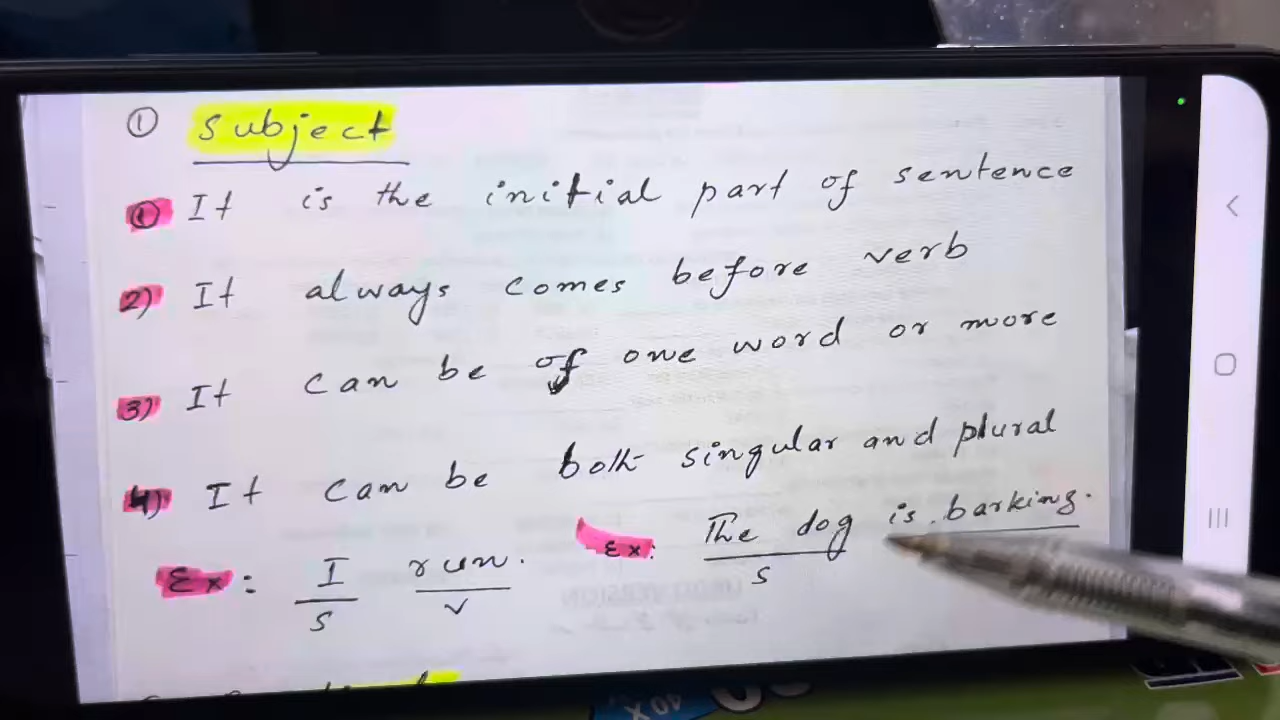 ① Subject
① It is the initial part of sentence
2) It always comes before verb
3) It can be of one word or more
4) It can be both singular and plural
Ex: I run. Ex: The dog is barking.
S V S